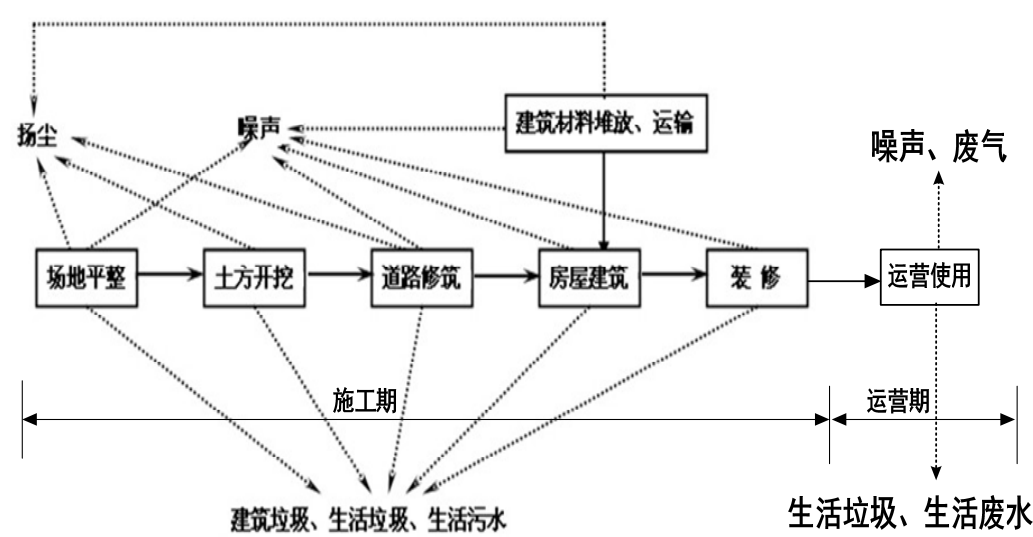 建筑材料堆放、运输
扬尘
噪声
噪声、废气
场地平整
土方开挖
道路修筑
房屋建筑
装 修
运营使用
施工期
运营期
建筑垃圾、生活垃圾、生活污水
生活垃圾、生活废水